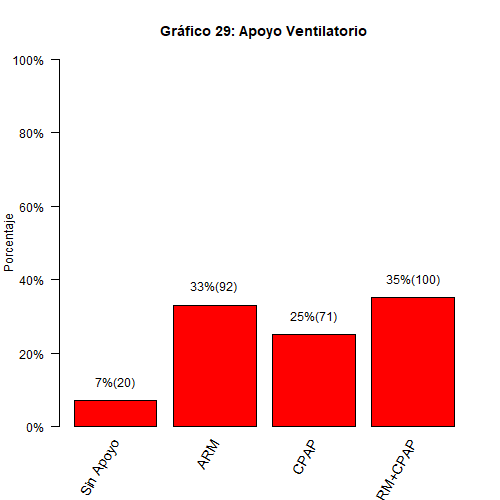 Gráfico 29: Apoyo Ventilatorio
100%
80%
60%
40%
20%
0%
Porcentaje
7%(20)
33%(92)
25%(71)
35%(100)
Sin Apoyo
ARM
CPAP
RM+CPAP